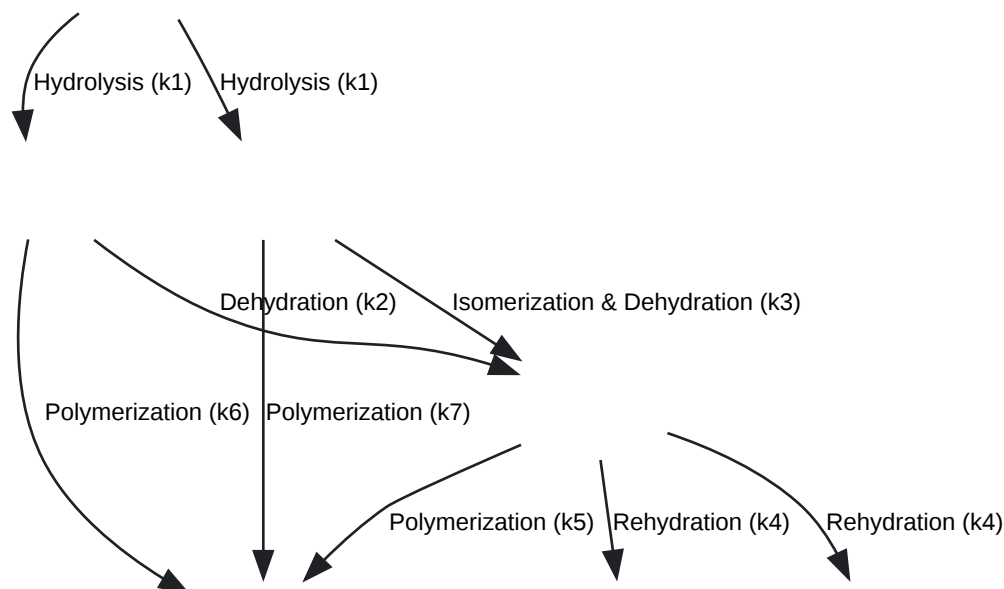 Hydrolysis (k1)
Hydrolysis (k1)
Dehydration (k2)
Isomerization & Dehydration (k3)
Polymerization (k6)
Polymerization (k7)
Polymerization (k5)
Rehydration (k4)
Rehydration (k4)